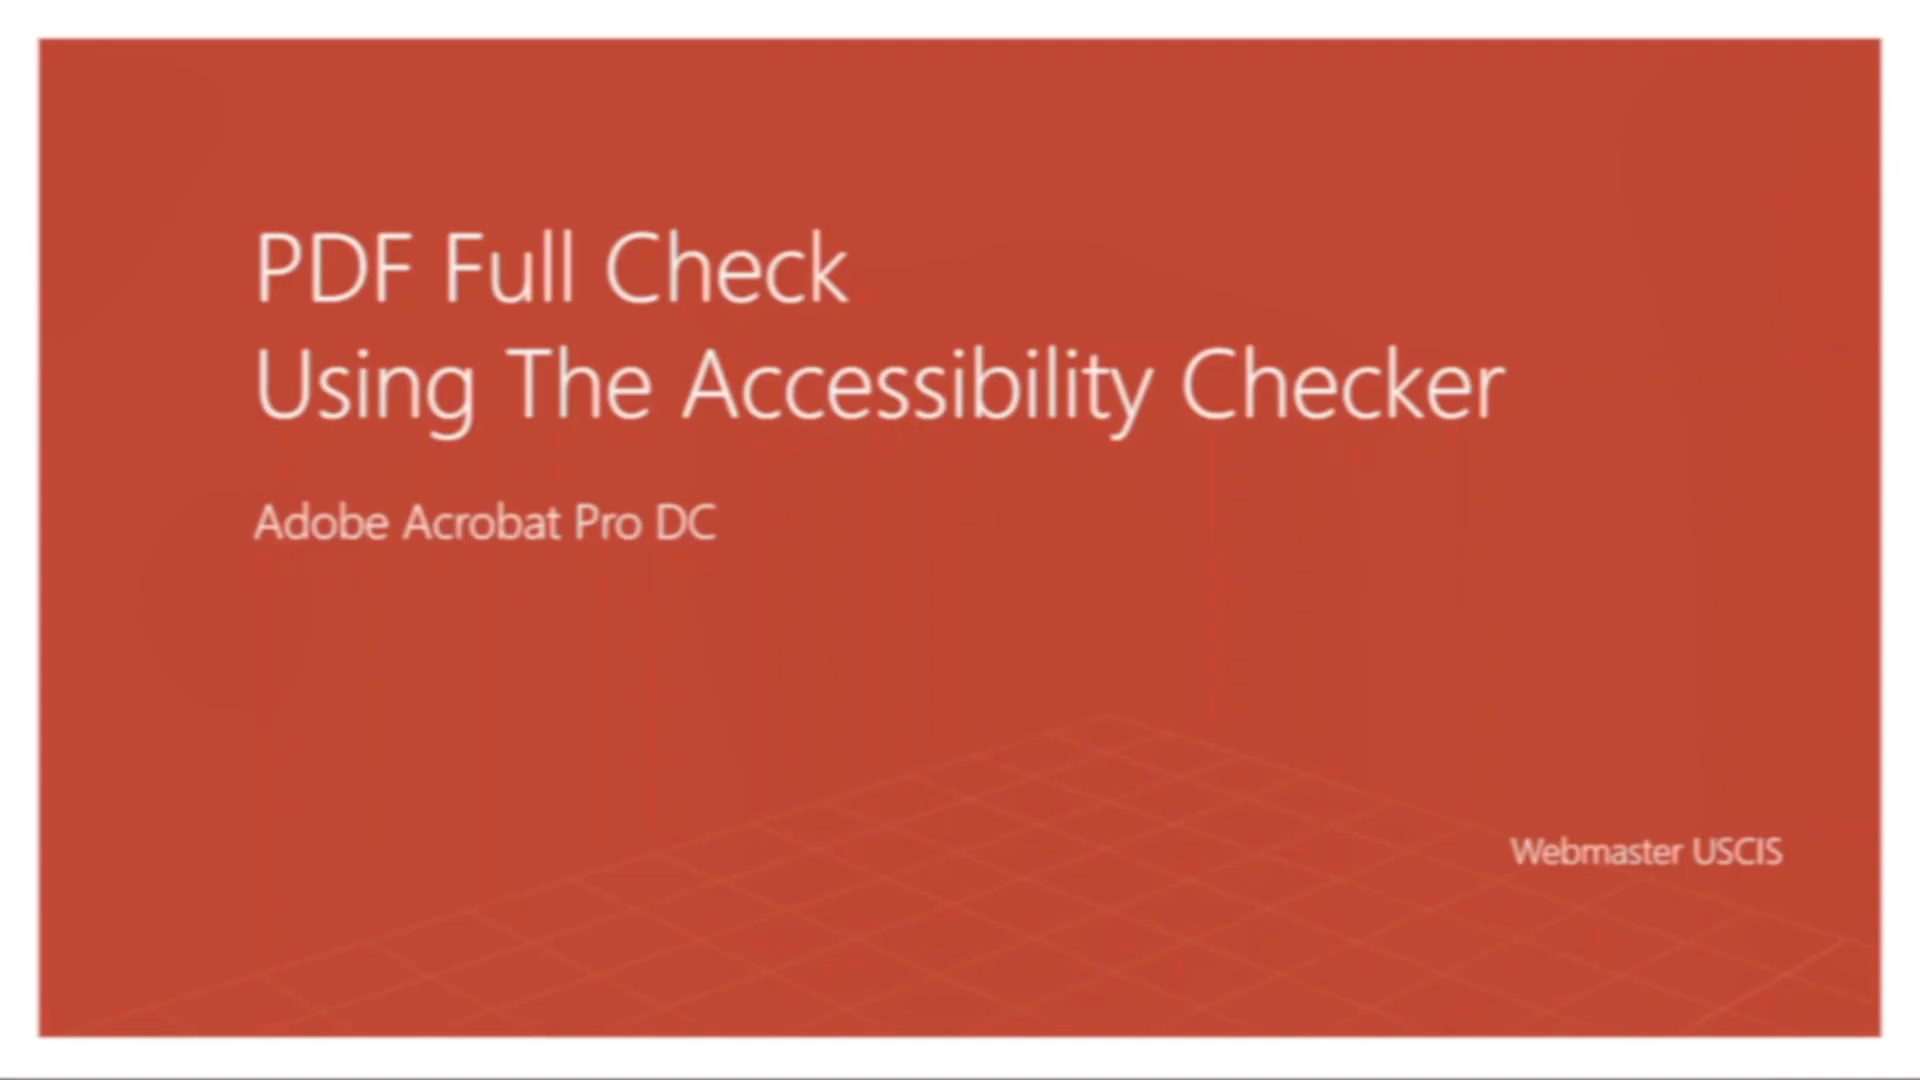 PDF Full Check
Using The Accessibility Checker
Adobe Acrobat Pro DC
Webmaster USCIS